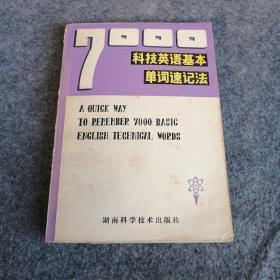 7000
科技英语基本
单词速记法
A QUICK WAY
TO REMEMBER 7000 BASIC
ENGLISH TECHNICAL WORDS
湖南科学技术出版社